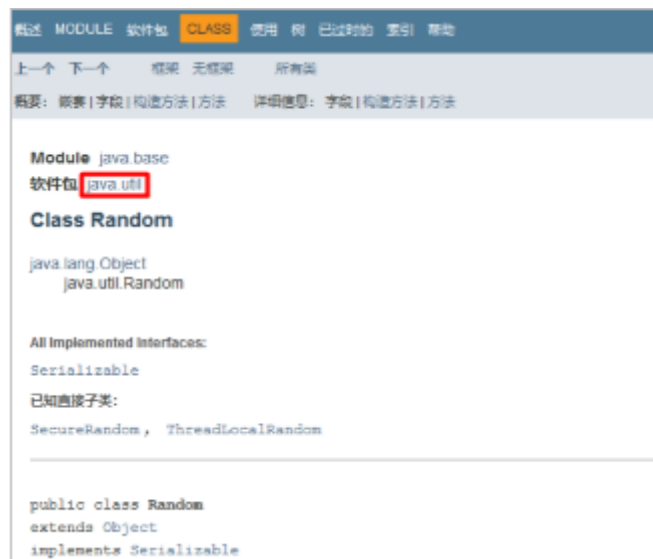 概述 MODULE 软件包 CLASS 使用 树 已过时的 索引 帮助
上一个 下一个 框架 无框架 所有类
概要: 嵌套|字段|构造方法|方法 详细信息: 字段|构造方法|方法
Module java.base
软件包 java.util
Class Random
java.lang.Object
java.util.Random
All Implemented Interfaces:
Serializable
已知直接子类:
SecureRandom, ThreadLocalRandom
public class Random
extends Object
implements Serializable